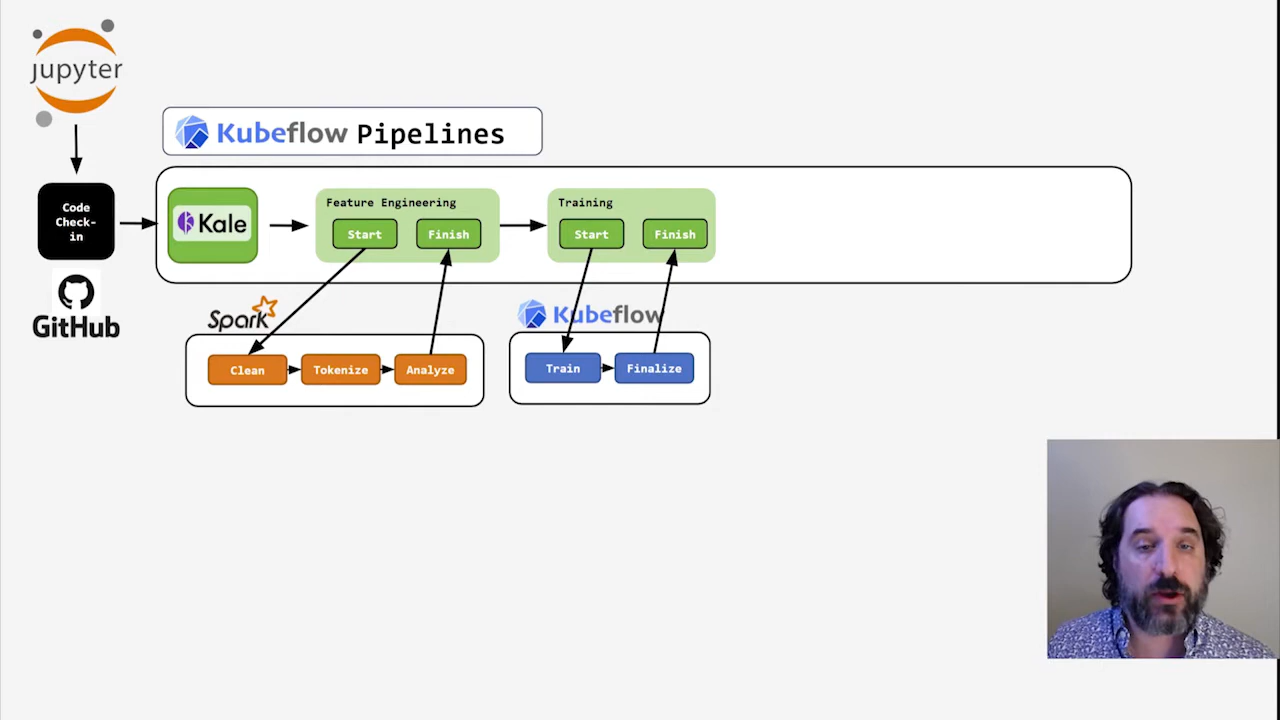 jupyter
Kubeflow Pipelines
Code
Check-
in
Kale
Feature Engineering
Start
Finish
Training
Start
Finish
GitHub
Spark
Kubeflow
Clean
Tokenize
Analyze
Train
Finalize